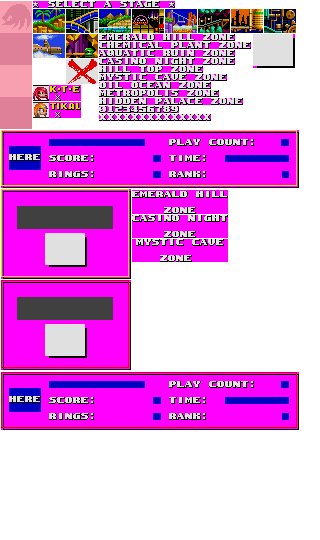 * SELECT A STAGE *
EMERALD HILL ZONE
CHEMICAL PLANT ZONE
AQUATIC RUIN ZONE
CASINO NIGHT ZONE
HILL TOP ZONE
MYSTIC CAVE ZONE
OIL OCEAN ZONE
METROPOLIS ZONE
HIDDEN PALACE ZONE
0123456789
XXXXXXXXXXXXXXX
K·T·E
X
TIKAL
X
HERE
PLAY COUNT:
SCORE:
TIME:
RINGS:
RANK:
EMERALD HILL
ZONE
CASINO NIGHT
ZONE
MYSTIC CAVE
ZONE
HERE
PLAY COUNT:
SCORE:
TIME:
RINGS:
RANK: